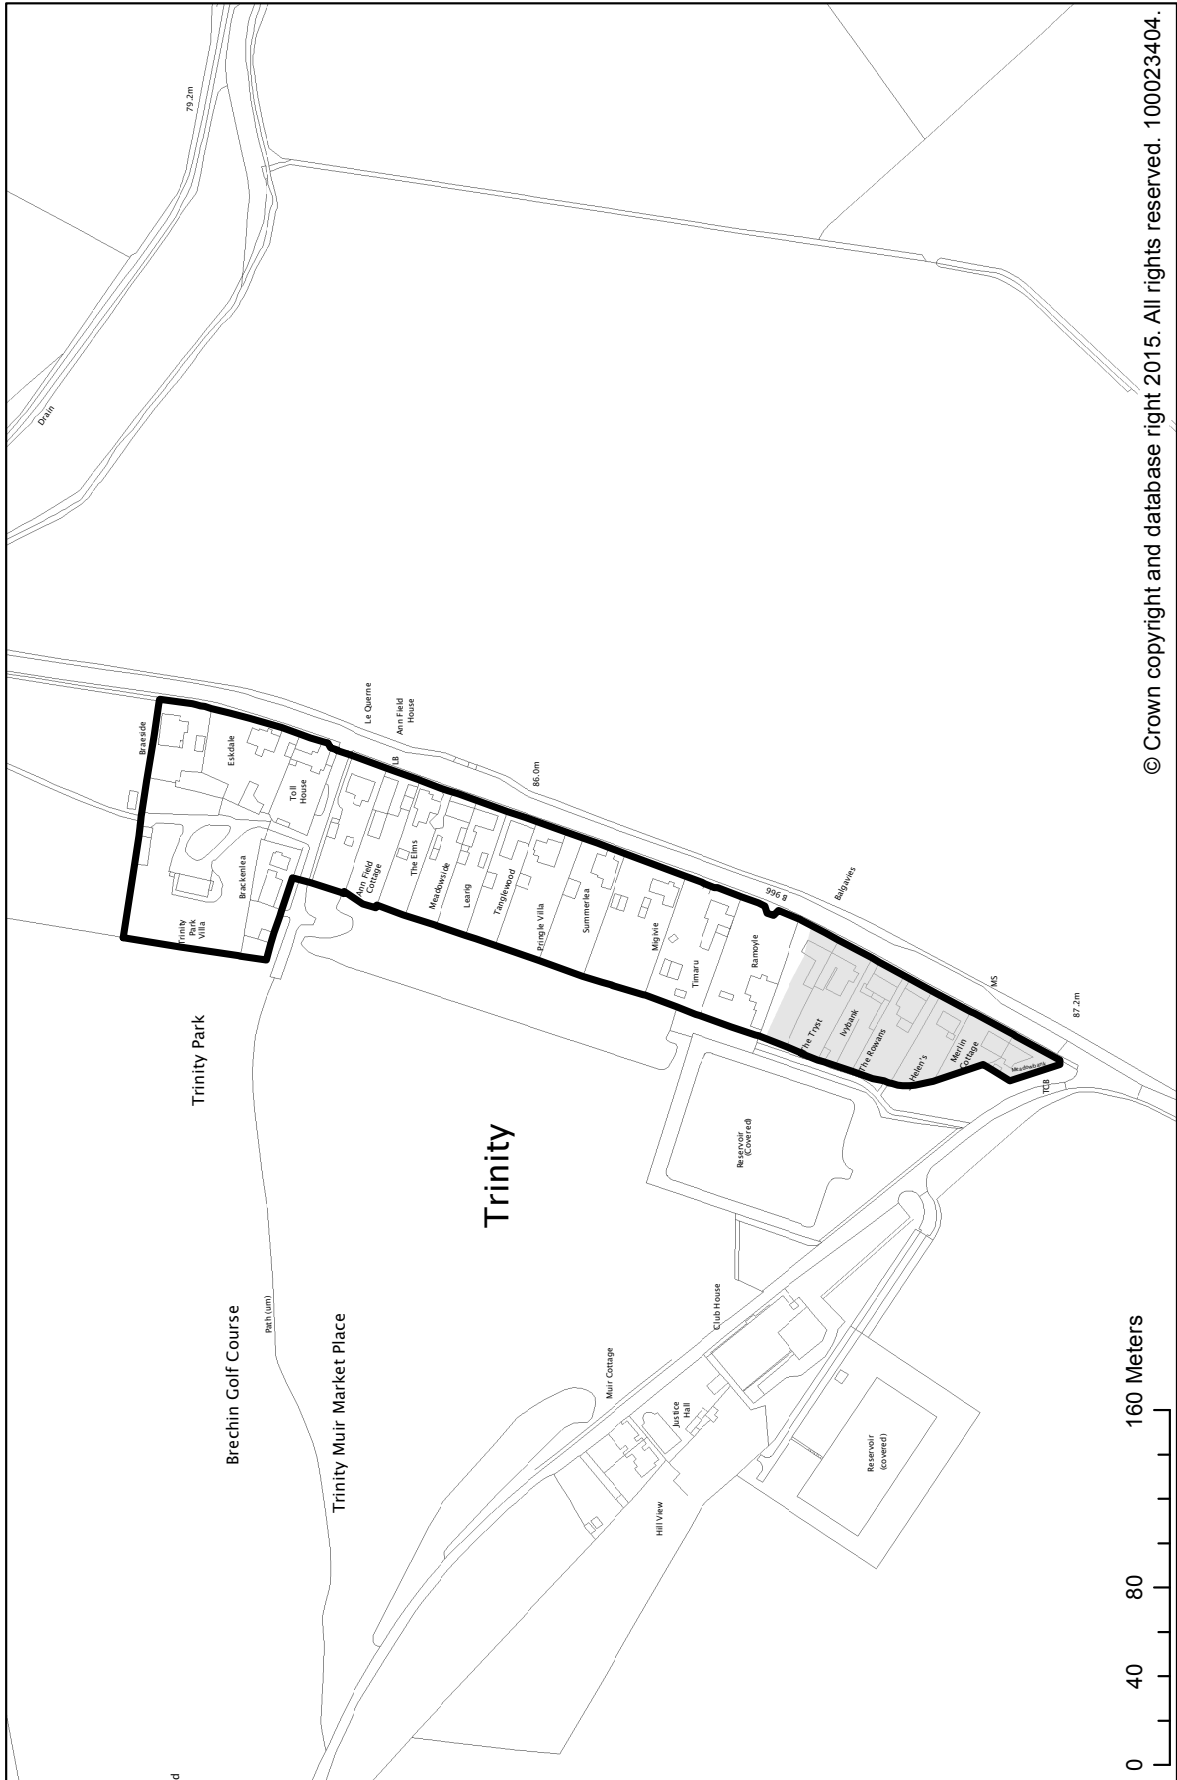 79.2m
Drain
Braeside
Eskdale
Toll
House
Trinity
Park
Villa
Brackenlea
Le Querne
Ann Field
House
LB
86.0m
Ann Field
Cottage
The Elms
Meadowside
Learig
Tanglewood
Pringle Villa
Summerlea
Migivie
Timaru
Ramoyle
B 966
Balgavies
The Tryst
Ivybank
The Rowans
Helen's
Merlin
Cottage
Meadowbank
MS
87.2m
TCB
Trinity Park
Trinity
Reservoir
(Covered)
Brechin Golf Course
Path (um)
Trinity Muir Market Place
Muir Cottage
Club House
Justice
Hall
Hill View
Reservoir
(covered)
d
0 40 80 160 Meters
© Crown copyright and database right 2015. All rights reserved. 100023404.